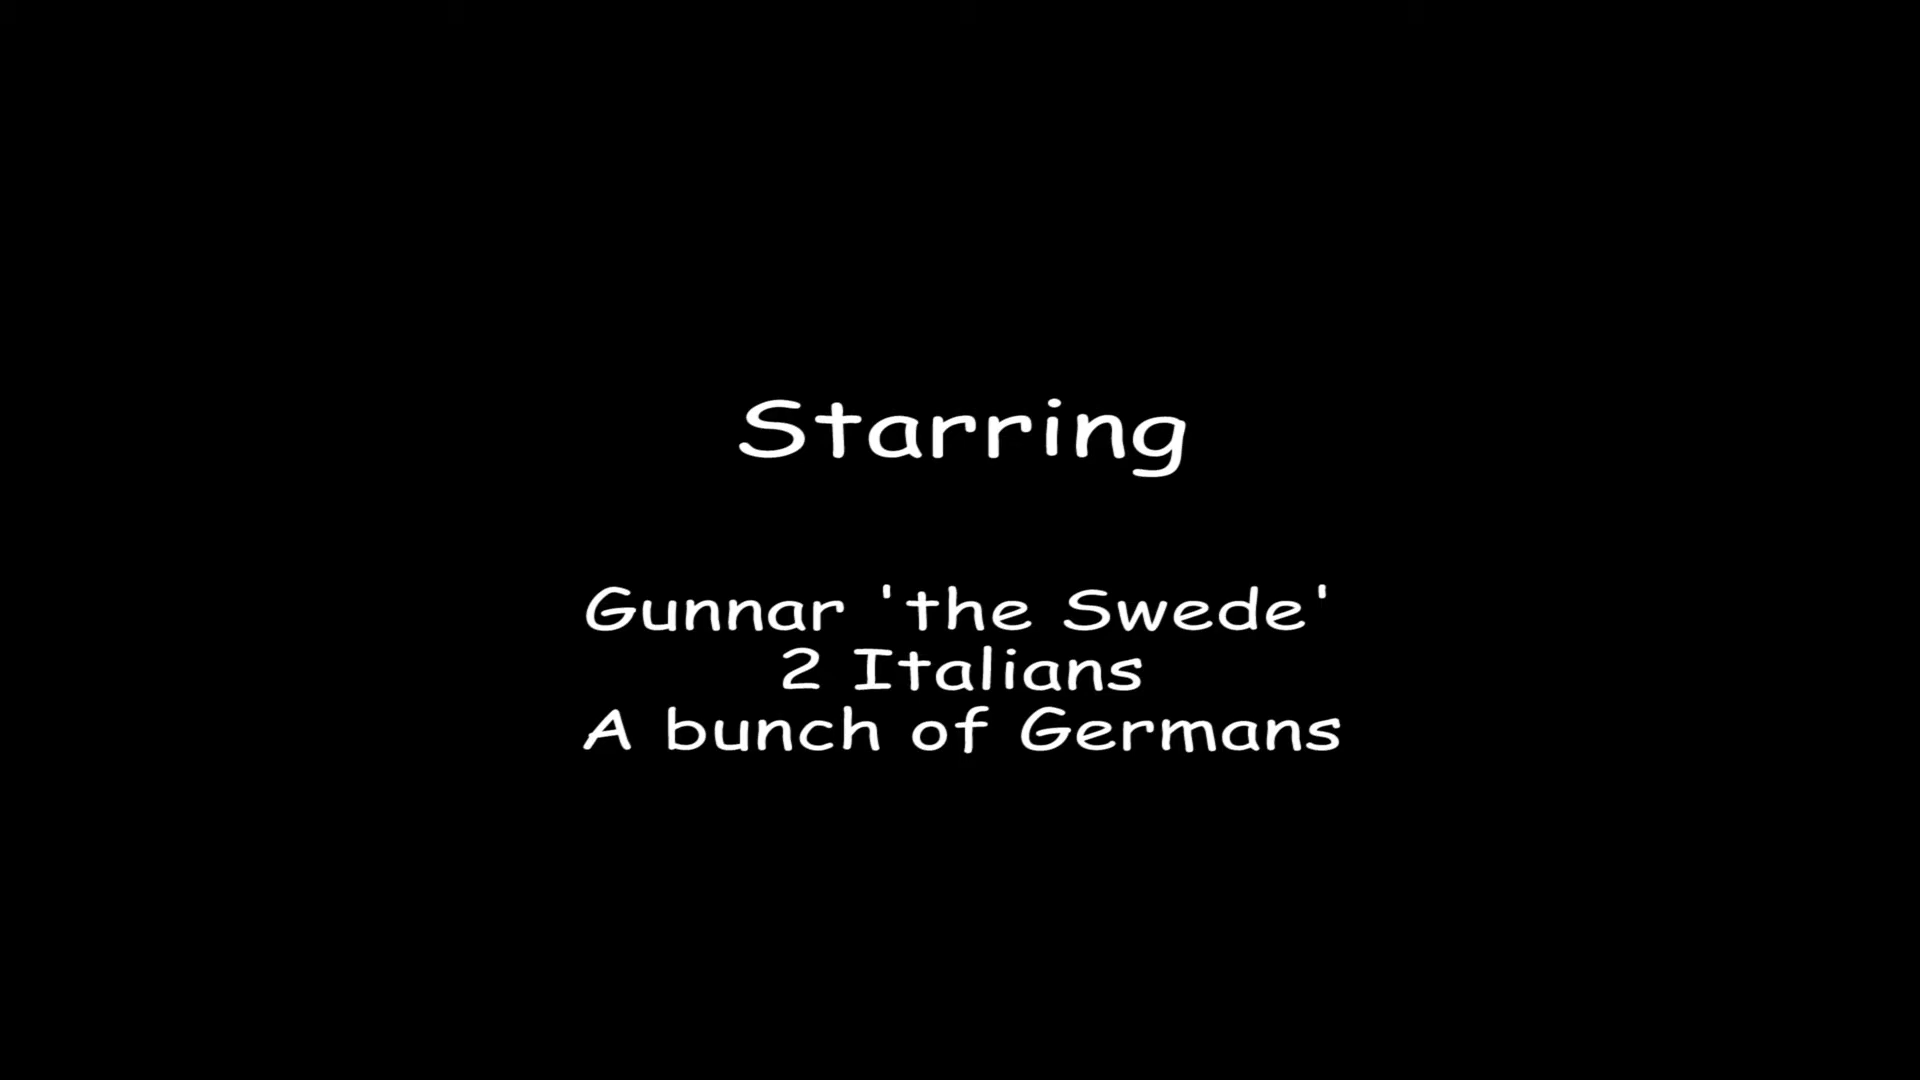 Starring
Gunnar 'the Swede'
2 Italians
A bunch of Germans